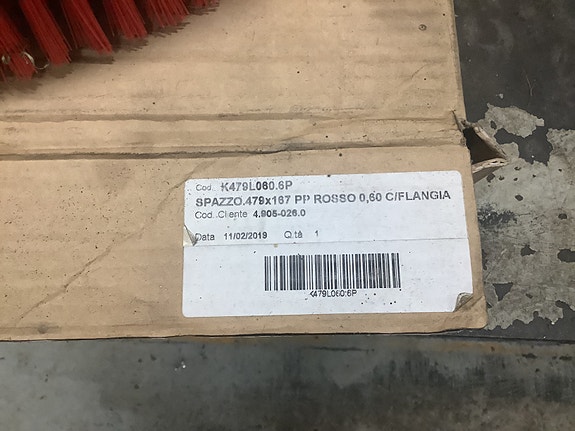 Cod. K479L060.6P
SPAZZO.479x167 PP ROSSO 0,60 C/FLANGIA
Cod. Cliente 4.905-026.0
Data 11/02/2019 Q.tà 1
K479L060.6P